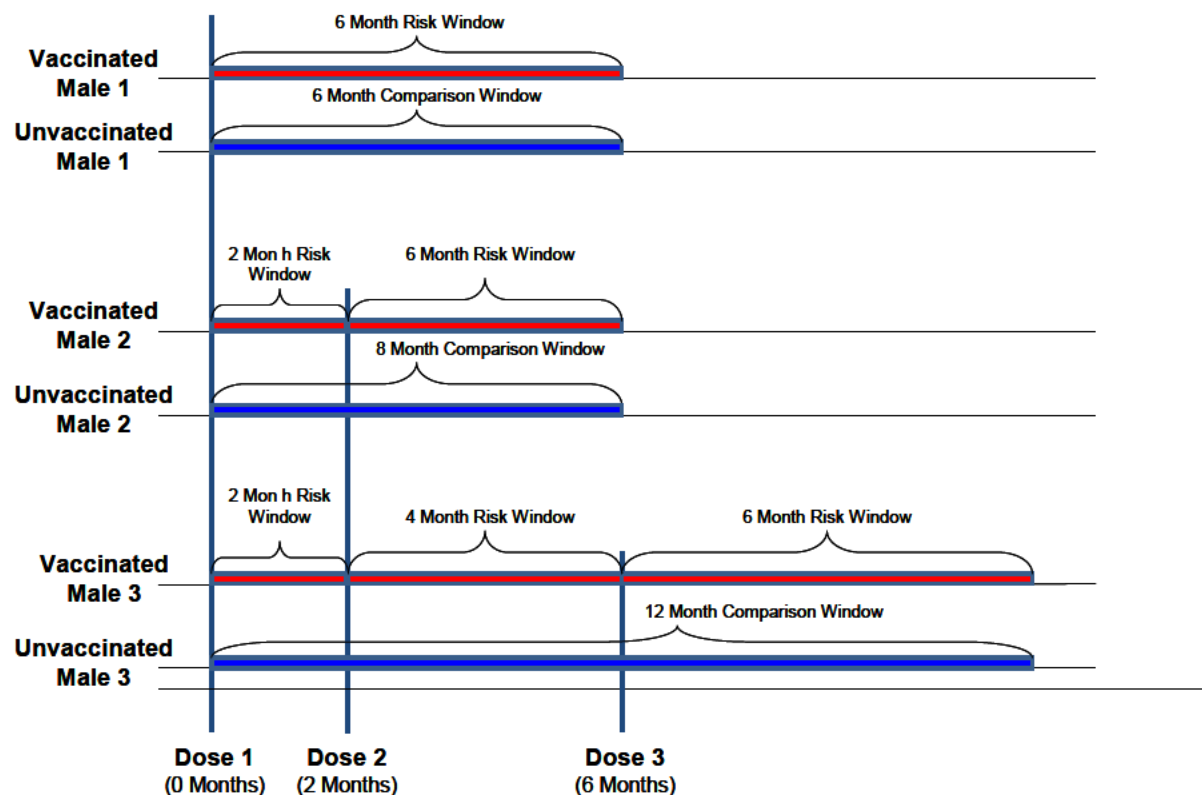 6 Month Risk Window
Vaccinated
Male 1
6 Month Comparison Window
Unvaccinated
Male 1
2 Mon h Risk
Window
6 Month Risk Window
Vaccinated
Male 2
8 Month Comparison Window
Unvaccinated
Male 2
2 Mon h Risk
Window
4 Month Risk Window
6 Month Risk Window
Vaccinated
Male 3
12 Month Comparison Window
Unvaccinated
Male 3
Dose 1
(0 Months)
Dose 2
(2 Months)
Dose 3
(6 Months)